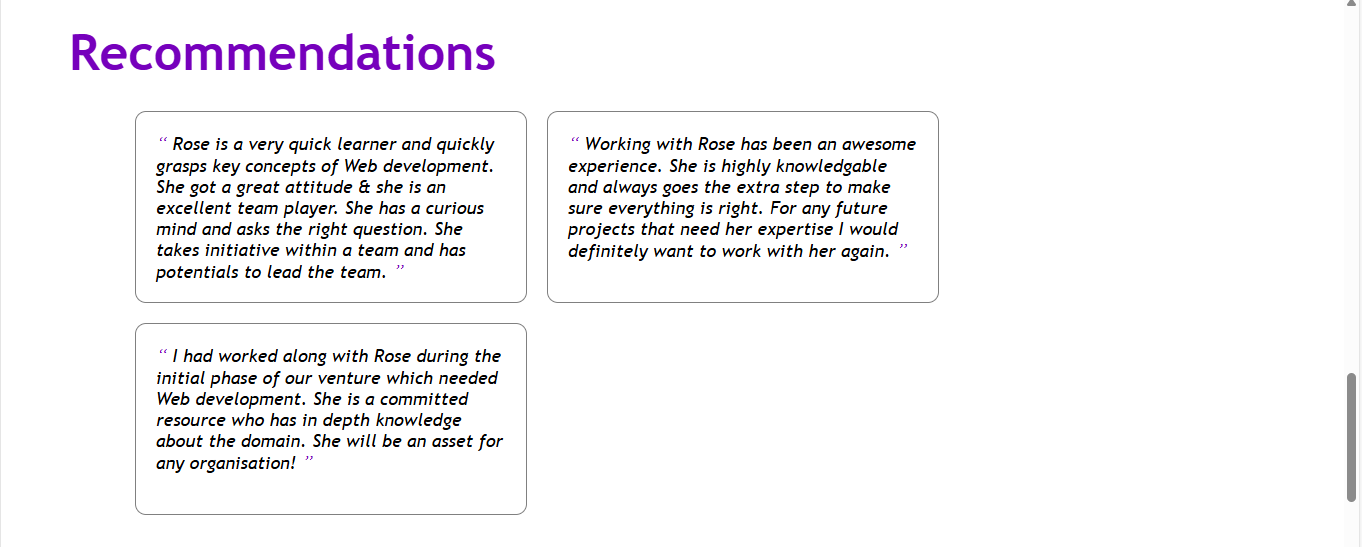 Recommendations
“ Rose is a very quick learner and quickly
grasps key concepts of Web development.
She got a great attitude & she is an
excellent team player. She has a curious
mind and asks the right question. She
takes initiative within a team and has
potentials to lead the team. ”
“ Working with Rose has been an awesome
experience. She is highly knowledgable
and always goes the extra step to make
sure everything is right. For any future
projects that need her expertise I would
definitely want to work with her again. ”
“ I had worked along with Rose during the
initial phase of our venture which needed
Web development. She is a committed
resource who has in depth knowledge
about the domain. She will be an asset for
any organisation! ”